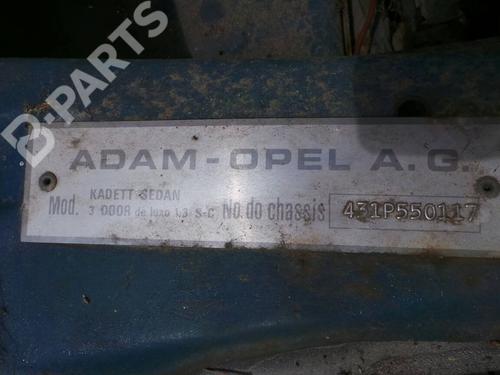 B-PARTS
ADAM-OPEL A.G.
Mod. KADETT SEDAN
3 DOOR de luxo 1,3 S-C No. do chassis 431P550117